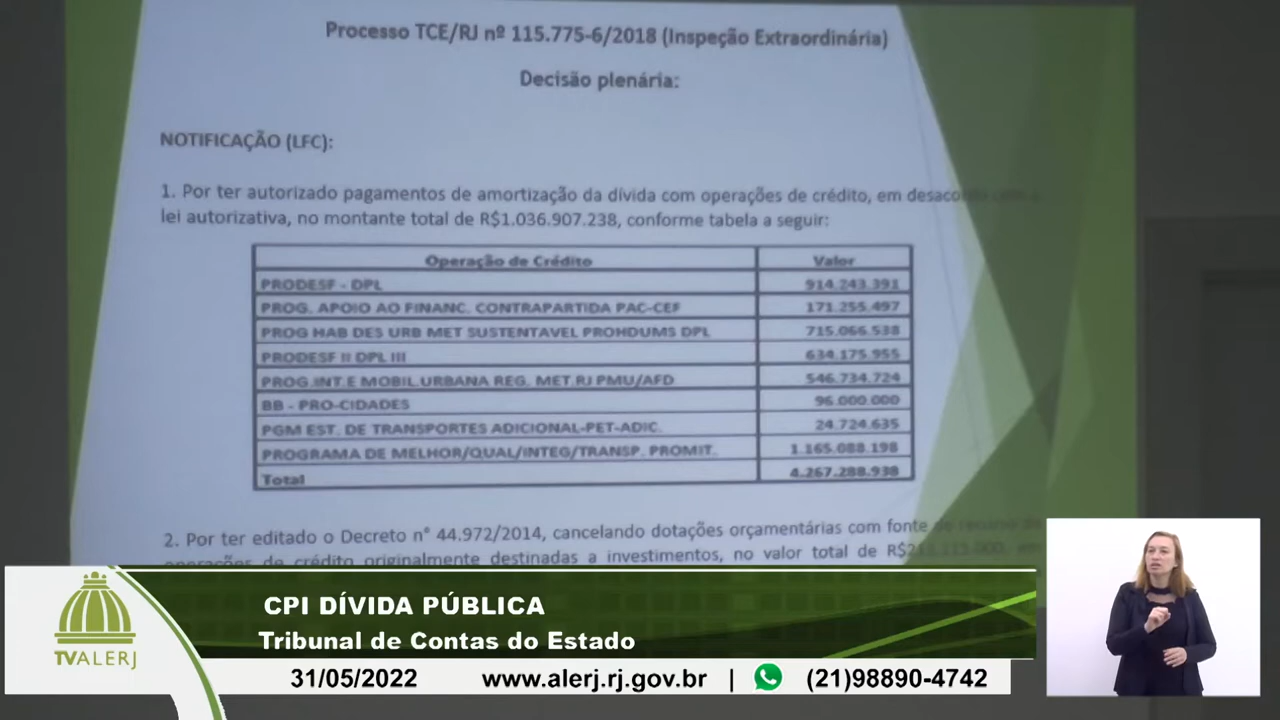 Processo TCE/RJ nº 115.775-6/2018 (Inspeção Extraordinária)
Decisão plenária:
NOTIFICAÇÃO (LFC):
1. Por ter autorizado pagamentos de amortização da dívida com operações de crédito, em
lei autorizativa, no montante total de R$1.036.907.238, conforme tabela a seguir:
Operação de Crédito Valor
PRODESF - DPL 914.243.391
PROG. APOIO AO FINANC. CONTRAPARTIDA PAC-CEF 171.255.497
PROG HAB DES URB MET SUSTENTAVEL PROHDUMS DPL 715.066.538
PRODESF II DPL III 634.175.955
PROG.INT.E MOBIL.URBANA REG. MET.RJ PMU/AFD 546.734.724
BB - PRO-CIDADES 96.000.000
PGM EST. DE TRANSPORTES ADICIONAL-PET-ADIC. 24.724.635
PROGRAMA DE MELHOR/QUAL/INTEG/TRANSP. PROMIT. 1.165.088.198
Total 4.267.288.938
2. Por ter editado o Decreto n° 44.972/2014, cancelando dotações orçamentárias com fonte
operações de crédito originalmente destinadas a investimentos, no valor total de
CPI DÍVIDA PÚBLICA
Tribunal de Contas do Estado
TVALERJ
31/05/2022 www.alerj.rj.gov.br | (21)98890-4742